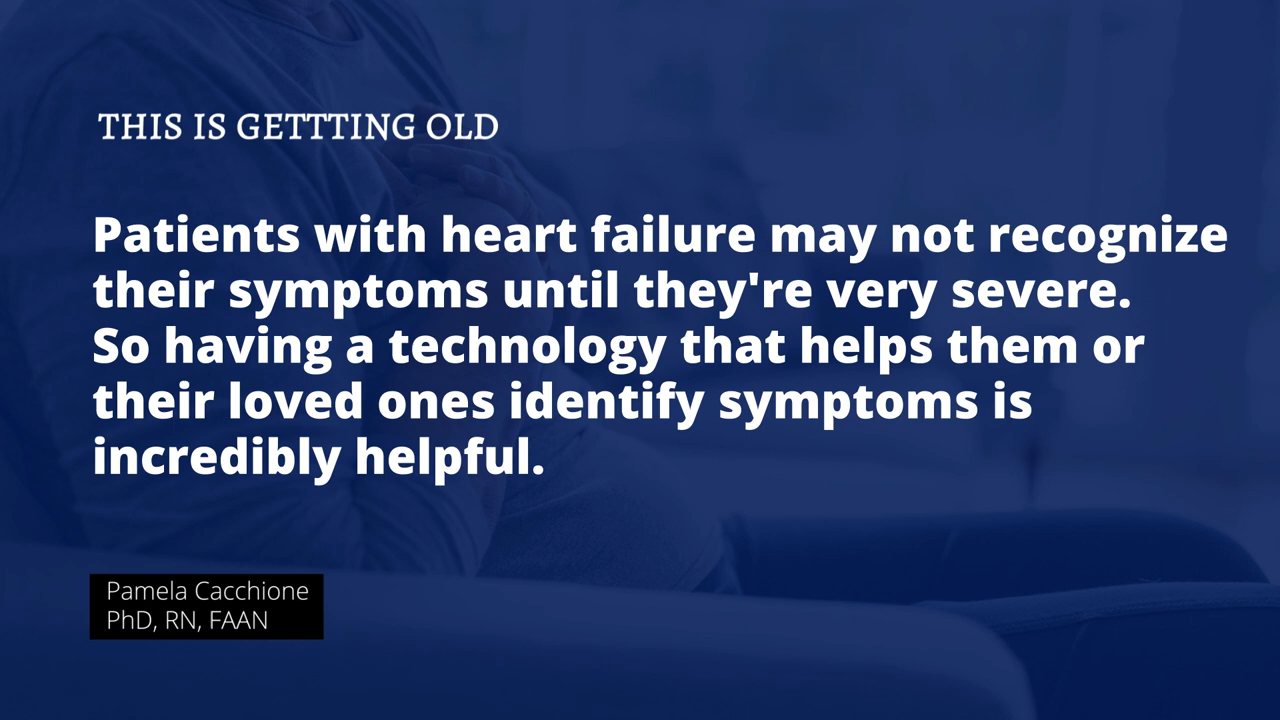 THIS IS GETTTING OLD
Patients with heart failure may not recognize
their symptoms until they're very severe.
So having a technology that helps them or
their loved ones identify symptoms is
incredibly helpful.
Pamela Cacchione
PhD, RN, FAAN